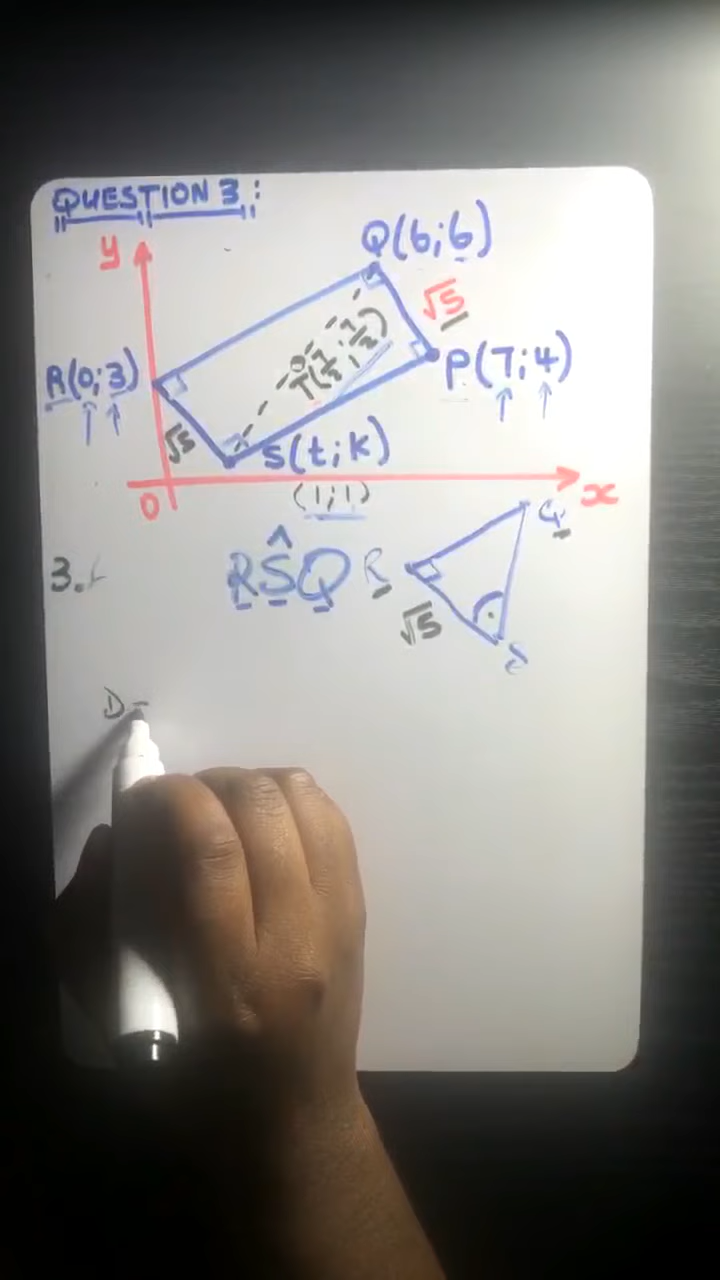 QUESTION 3:
y
Q(6;6)
√5
T(7/2;7/2)
R(0;3)
P(7;4)
√5
S(t;k)
(1;1)
0
x
Q
3.
RŜQ
R
√5
D=